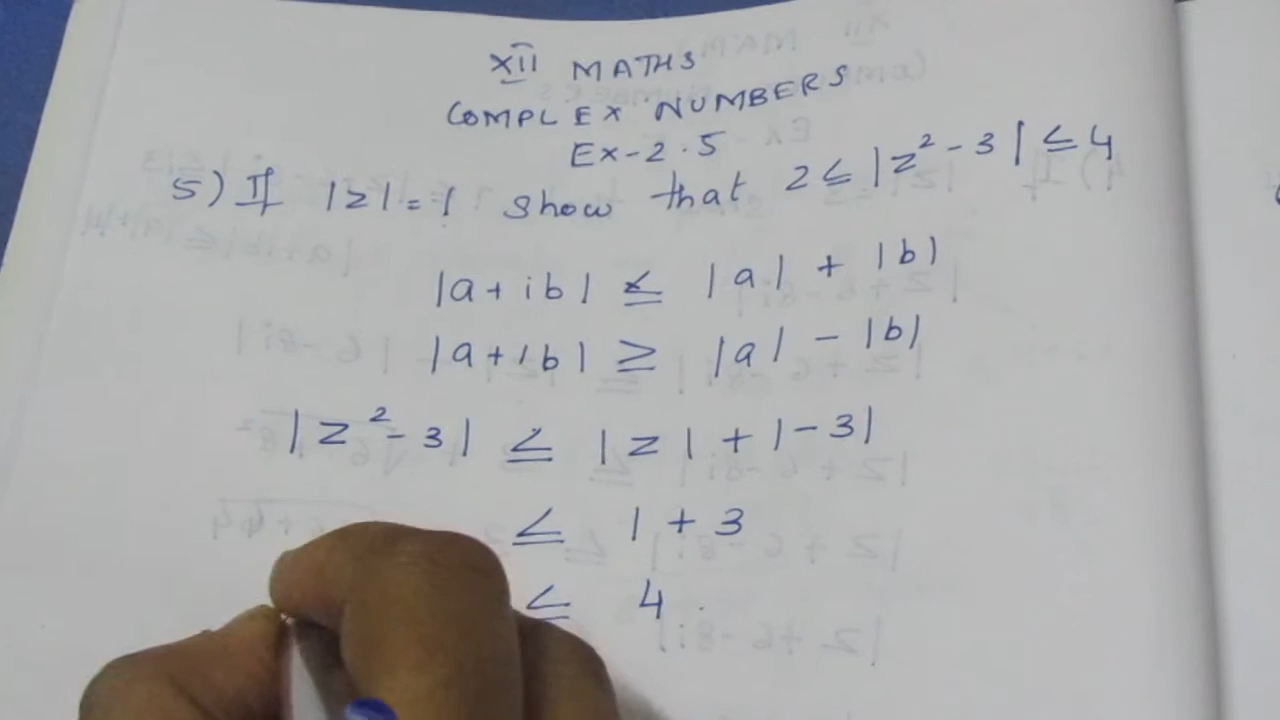 XII MATHS
COMPLEX NUMBERS
Ex-2.5
5) If |z| = 1 show that 2 ≤ |z² - 3| ≤ 4
|a + ib| ≤ |a| + |b|
|a + ib| ≥ |a| - |b|
|z² - 3| ≤ |z| + |-3|
≤ 1 + 3
≤ 4.